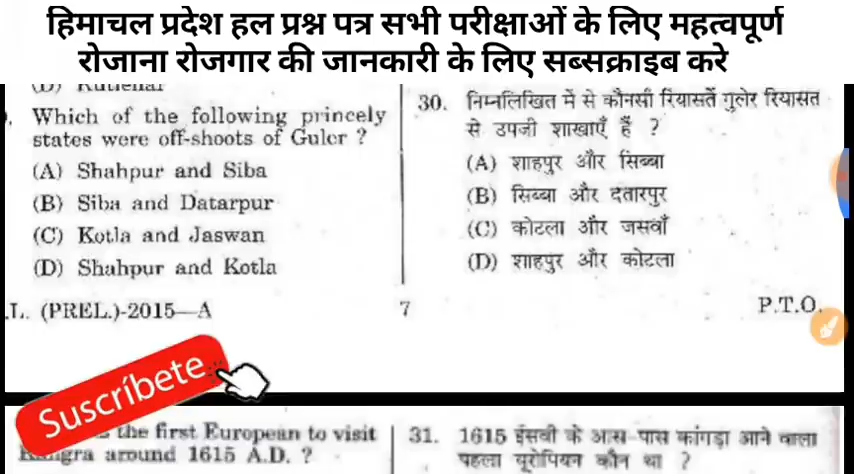 हिमाचल प्रदेश हल प्रश्न पत्र सभी परीक्षाओं के लिए महत्वपूर्ण
रोजाना रोजगार की जानकारी के लिए सब्सक्राइब करे
Which of the following princely
states were off-shoots of Guler ?
(A) Shahpur and Siba
(B) Siba and Datarpur
(C) Kotla and Jaswan
(D) Shahpur and Kotla
30. निम्नलिखित में से कौनसी रियासतें गुलेर रियासत
से उपजी शाखाएँ हैं ?
(A) शाहपुर और सिब्बा
(B) सिब्बा और दतारपुर
(C) कोटला और जसवाँ
(D) शाहपुर और कोटला
.L. (PREL.)-2015—A
7
P.T.O.
Suscríbete
the first European to visit
around 1615 A.D. ?
31. 1615 ईसवी के आस-पास कांगड़ा आने वाला
पहला यूरोपियन कौन था ?